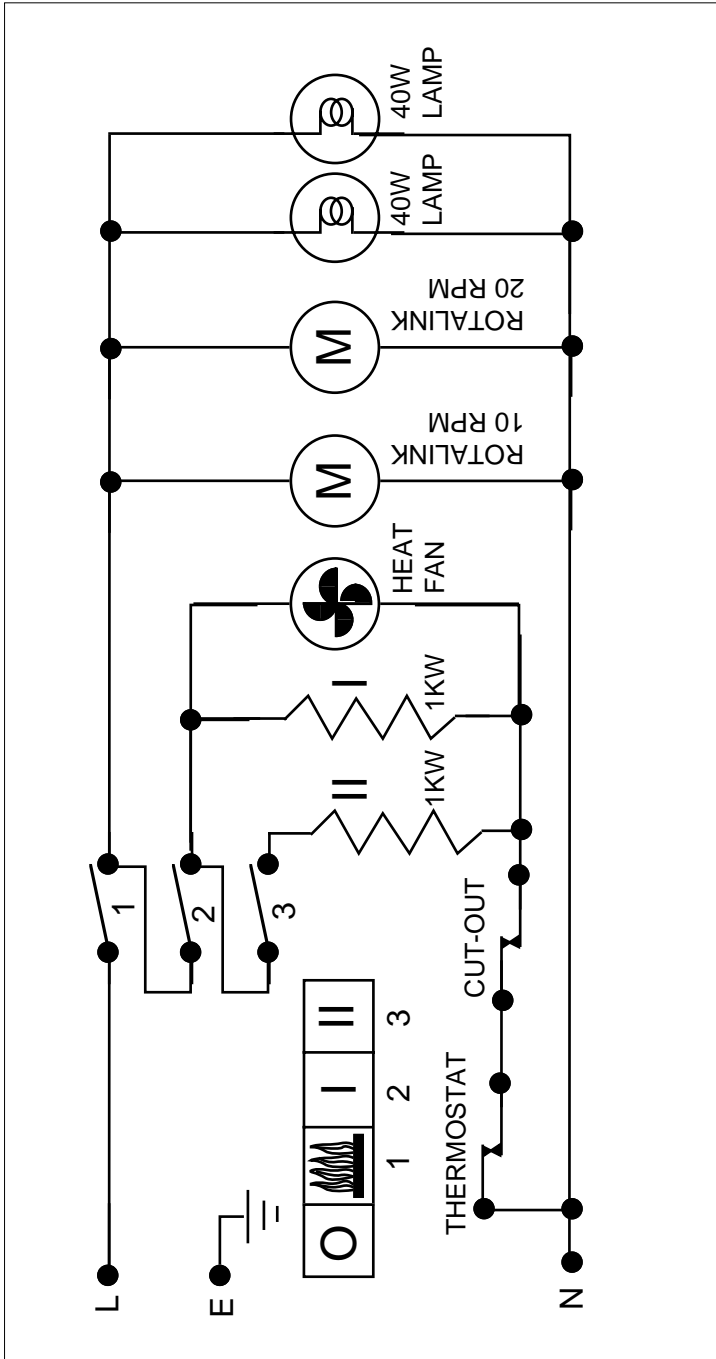 L
E
N
1
2
3
O
I
II
1
2
3
THERMOSTAT
CUT-OUT
II
1KW
I
1KW
HEAT
FAN
M
ROTALINK
10 RPM
M
ROTALINK
20 RPM
40W
LAMP
40W
LAMP